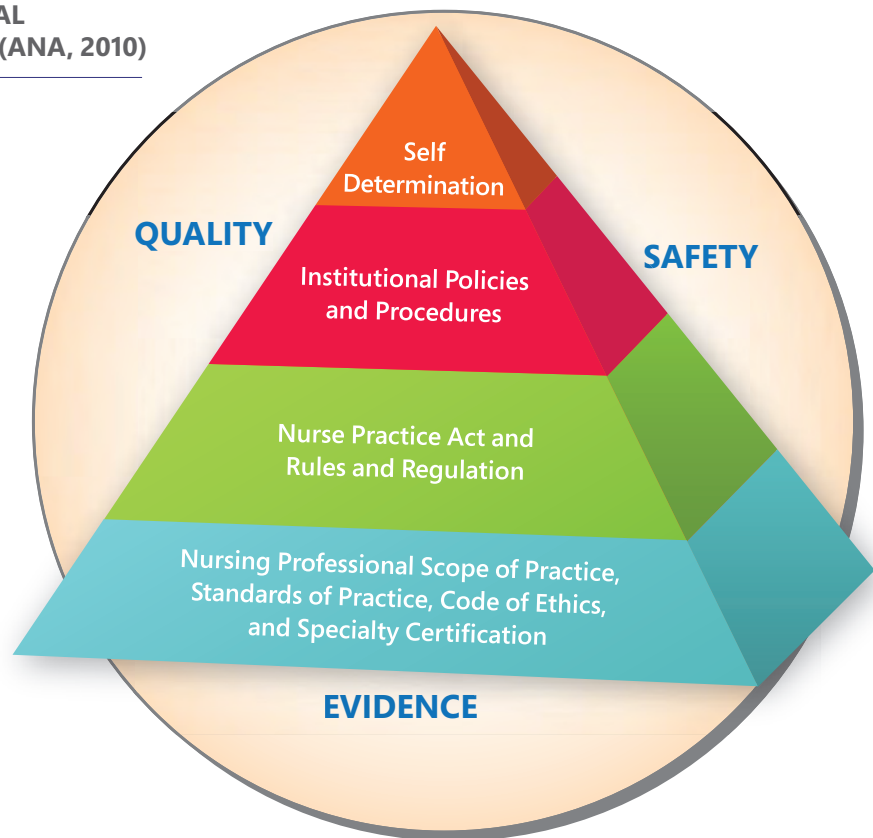 (ANA, 2010)
Self
Determination
QUALITY
SAFETY
Institutional Policies
and Procedures
Nurse Practice Act and
Rules and Regulation
Nursing Professional Scope of Practice,
Standards of Practice, Code of Ethics,
and Specialty Certification
EVIDENCE